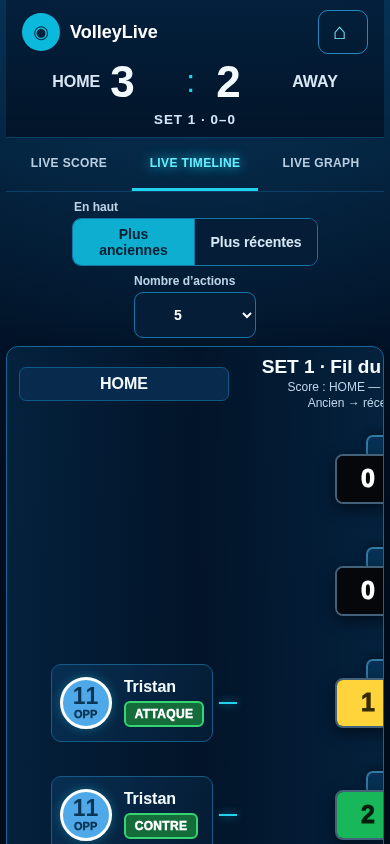 VolleyLive
HOME 3 : 2 AWAY
SET 1 · 0–0
LIVE SCORE LIVE TIMELINE LIVE GRAPH
En haut
Plus
anciennes
Plus récentes
Nombre d’actions
5
HOME
SET 1 · Fil du
Score : HOME —
Ancien → réce
0
0
11
OPP
Tristan
ATTAQUE
1
11
OPP
Tristan
CONTRE
2